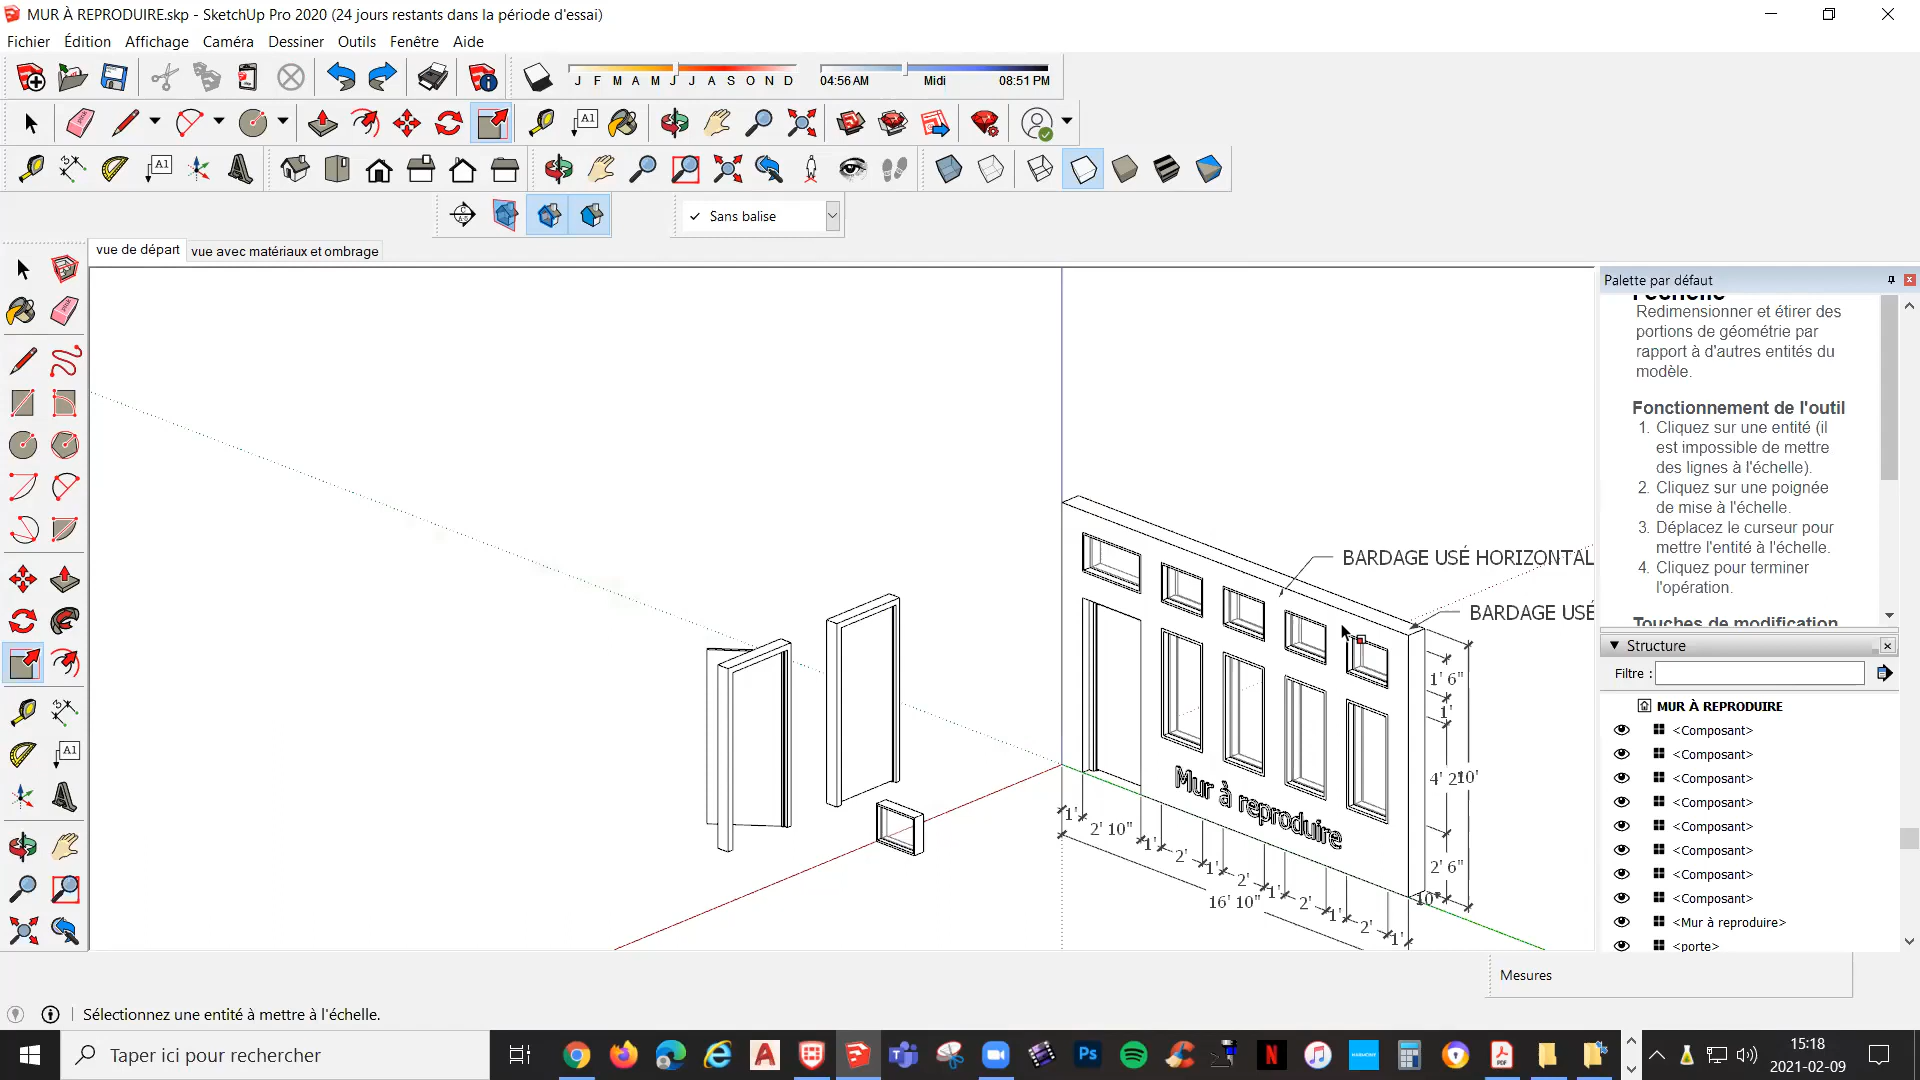 MUR À REPRODUIRE.skp - SketchUp Pro 2020 (24 jours restants dans la période d'essai)
Fichier Édition Affichage Caméra Dessiner Outils Fenêtre Aide
J F M A M J J A S O N D
04:56 AM Midi 08:51 PM
A1
A1
Sans balise
vue de départ
vue avec matériaux et ombrage
Palette par défaut
Redimensionner et étirer des
portions de géométrie par
rapport à d'autres entités du
modèle.
Fonctionnement de l'outil
1. Cliquez sur une entité (il
est impossible de mettre
des lignes à l'échelle).
2. Cliquez sur une poignée
de mise à l'échelle.
3. Déplacez le curseur pour
mettre l'entité à l'échelle.
4. Cliquez pour terminer
l'opération.
Touches de modification
Structure
Filtre :
MUR À REPRODUIRE
<Composant>
<Composant>
<Composant>
<Composant>
<Composant>
<Composant>
<Composant>
<Composant>
<Mur à reproduire>
<porte>
A1
BARDAGE USÉ HORIZONTAL
BARDAGE USÉ
1' 6"
1'
4' 2"
10'
2' 6"
10"
Mur à reproduire
1'
2' 10"
1'
2'
1'
2'
1'
2'
1'
2'
1'
16' 10"
Mesures
Sélectionnez une entité à mettre à l'échelle.
Taper ici pour rechercher
Ps
N
PDF
15:18
2021-02-09